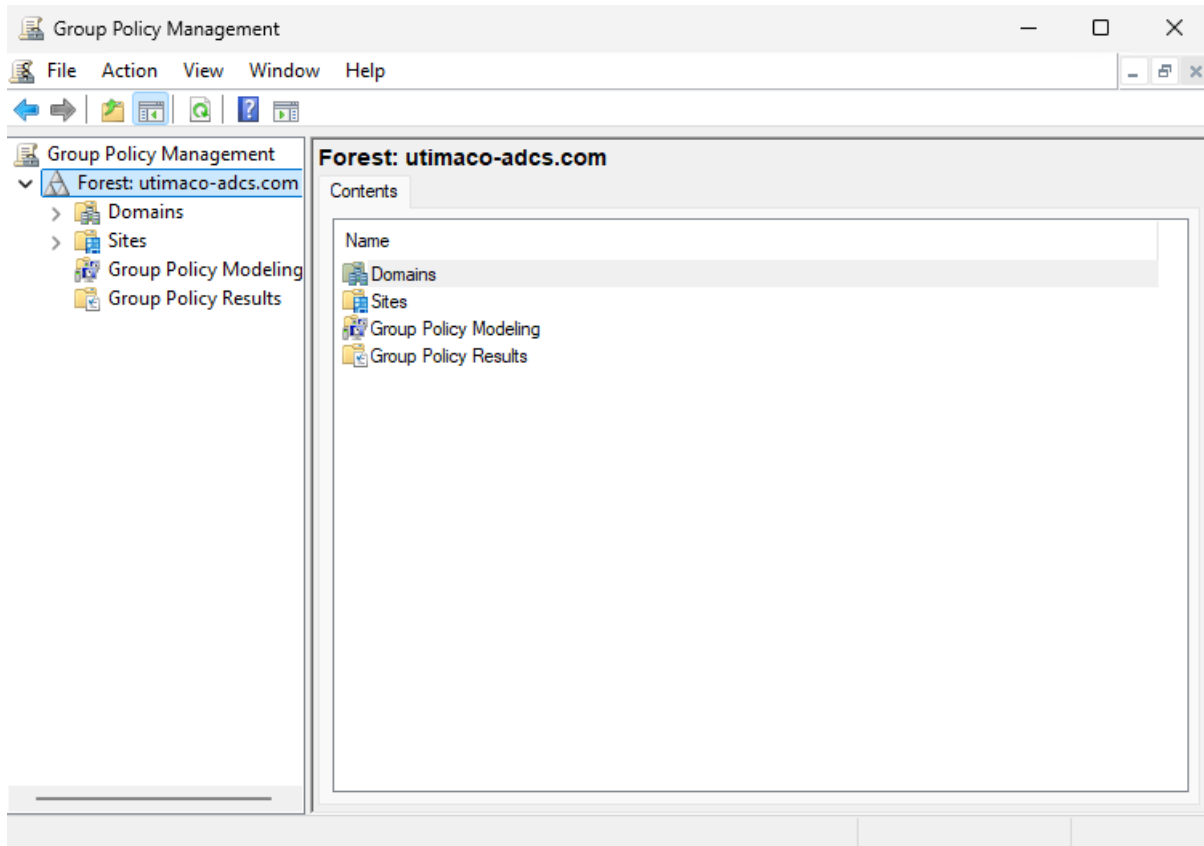 Group Policy Management
File Action View Window Help
Group Policy Management
Forest: utimaco-adcs.com
Domains
Sites
Group Policy Modeling
Group Policy Results
Forest: utimaco-adcs.com
Contents
Name
Domains
Sites
Group Policy Modeling
Group Policy Results